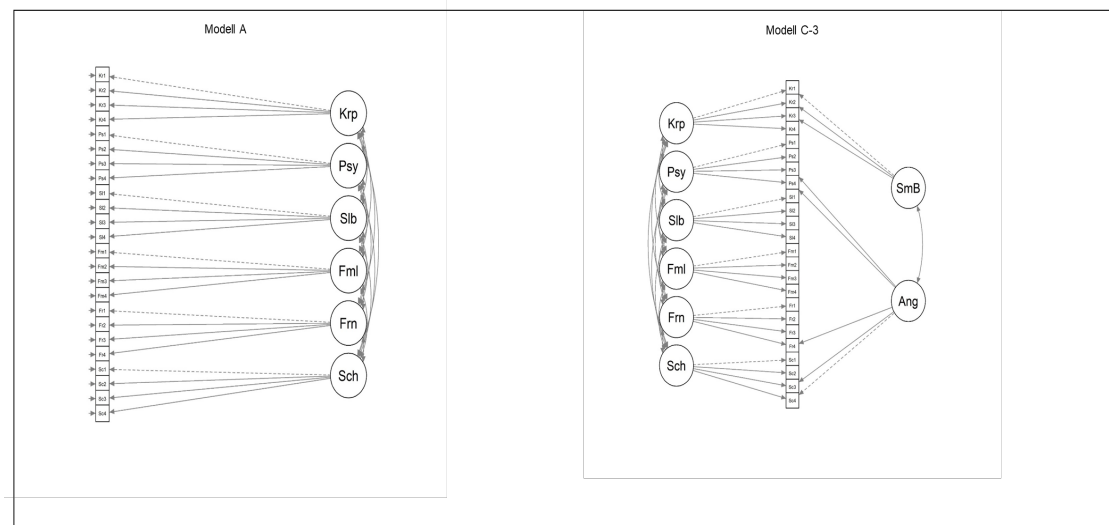 Modell A
Kr1
Kr2
Kr3
Kr4
Ps1
Ps2
Ps3
Ps4
Sl1
Sl2
Sl3
Sl4
Fm1
Fm2
Fm3
Fm4
Fr1
Fr2
Fr3
Fr4
Sc1
Sc2
Sc3
Sc4
Krp
Psy
Slb
Fml
Frn
Sch
Modell C-3
Krp
Psy
Slb
Fml
Frn
Sch
Kr1
Kr2
Kr3
Kr4
Ps1
Ps2
Ps3
Ps4
Sl1
Sl2
Sl3
Sl4
Fm1
Fm2
Fm3
Fm4
Fr1
Fr2
Fr3
Fr4
Sc1
Sc2
Sc3
Sc4
SmB
Ang